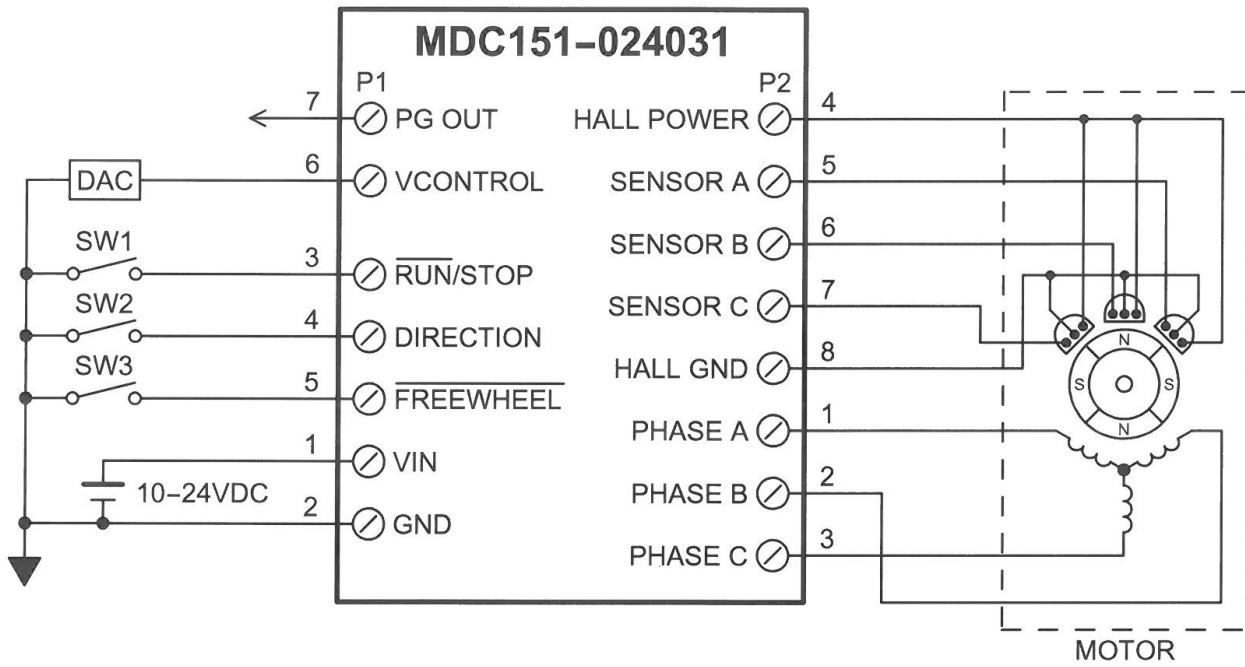 MDC151-024031
P1
P2
7 PG OUT
HALL POWER 4
DAC 6 VCONTROL
SENSOR A 5
SW1
SENSOR B 6
3 R̅U̅N̅/STOP
SW2
SENSOR C 7
4 DIRECTION
SW3
HALL GND 8
5 F̅R̅E̅E̅W̅H̅E̅E̅L̅
PHASE A 1
1 VIN
10-24VDC
PHASE B 2
2 GND
PHASE C 3
N
S
S
N
MOTOR